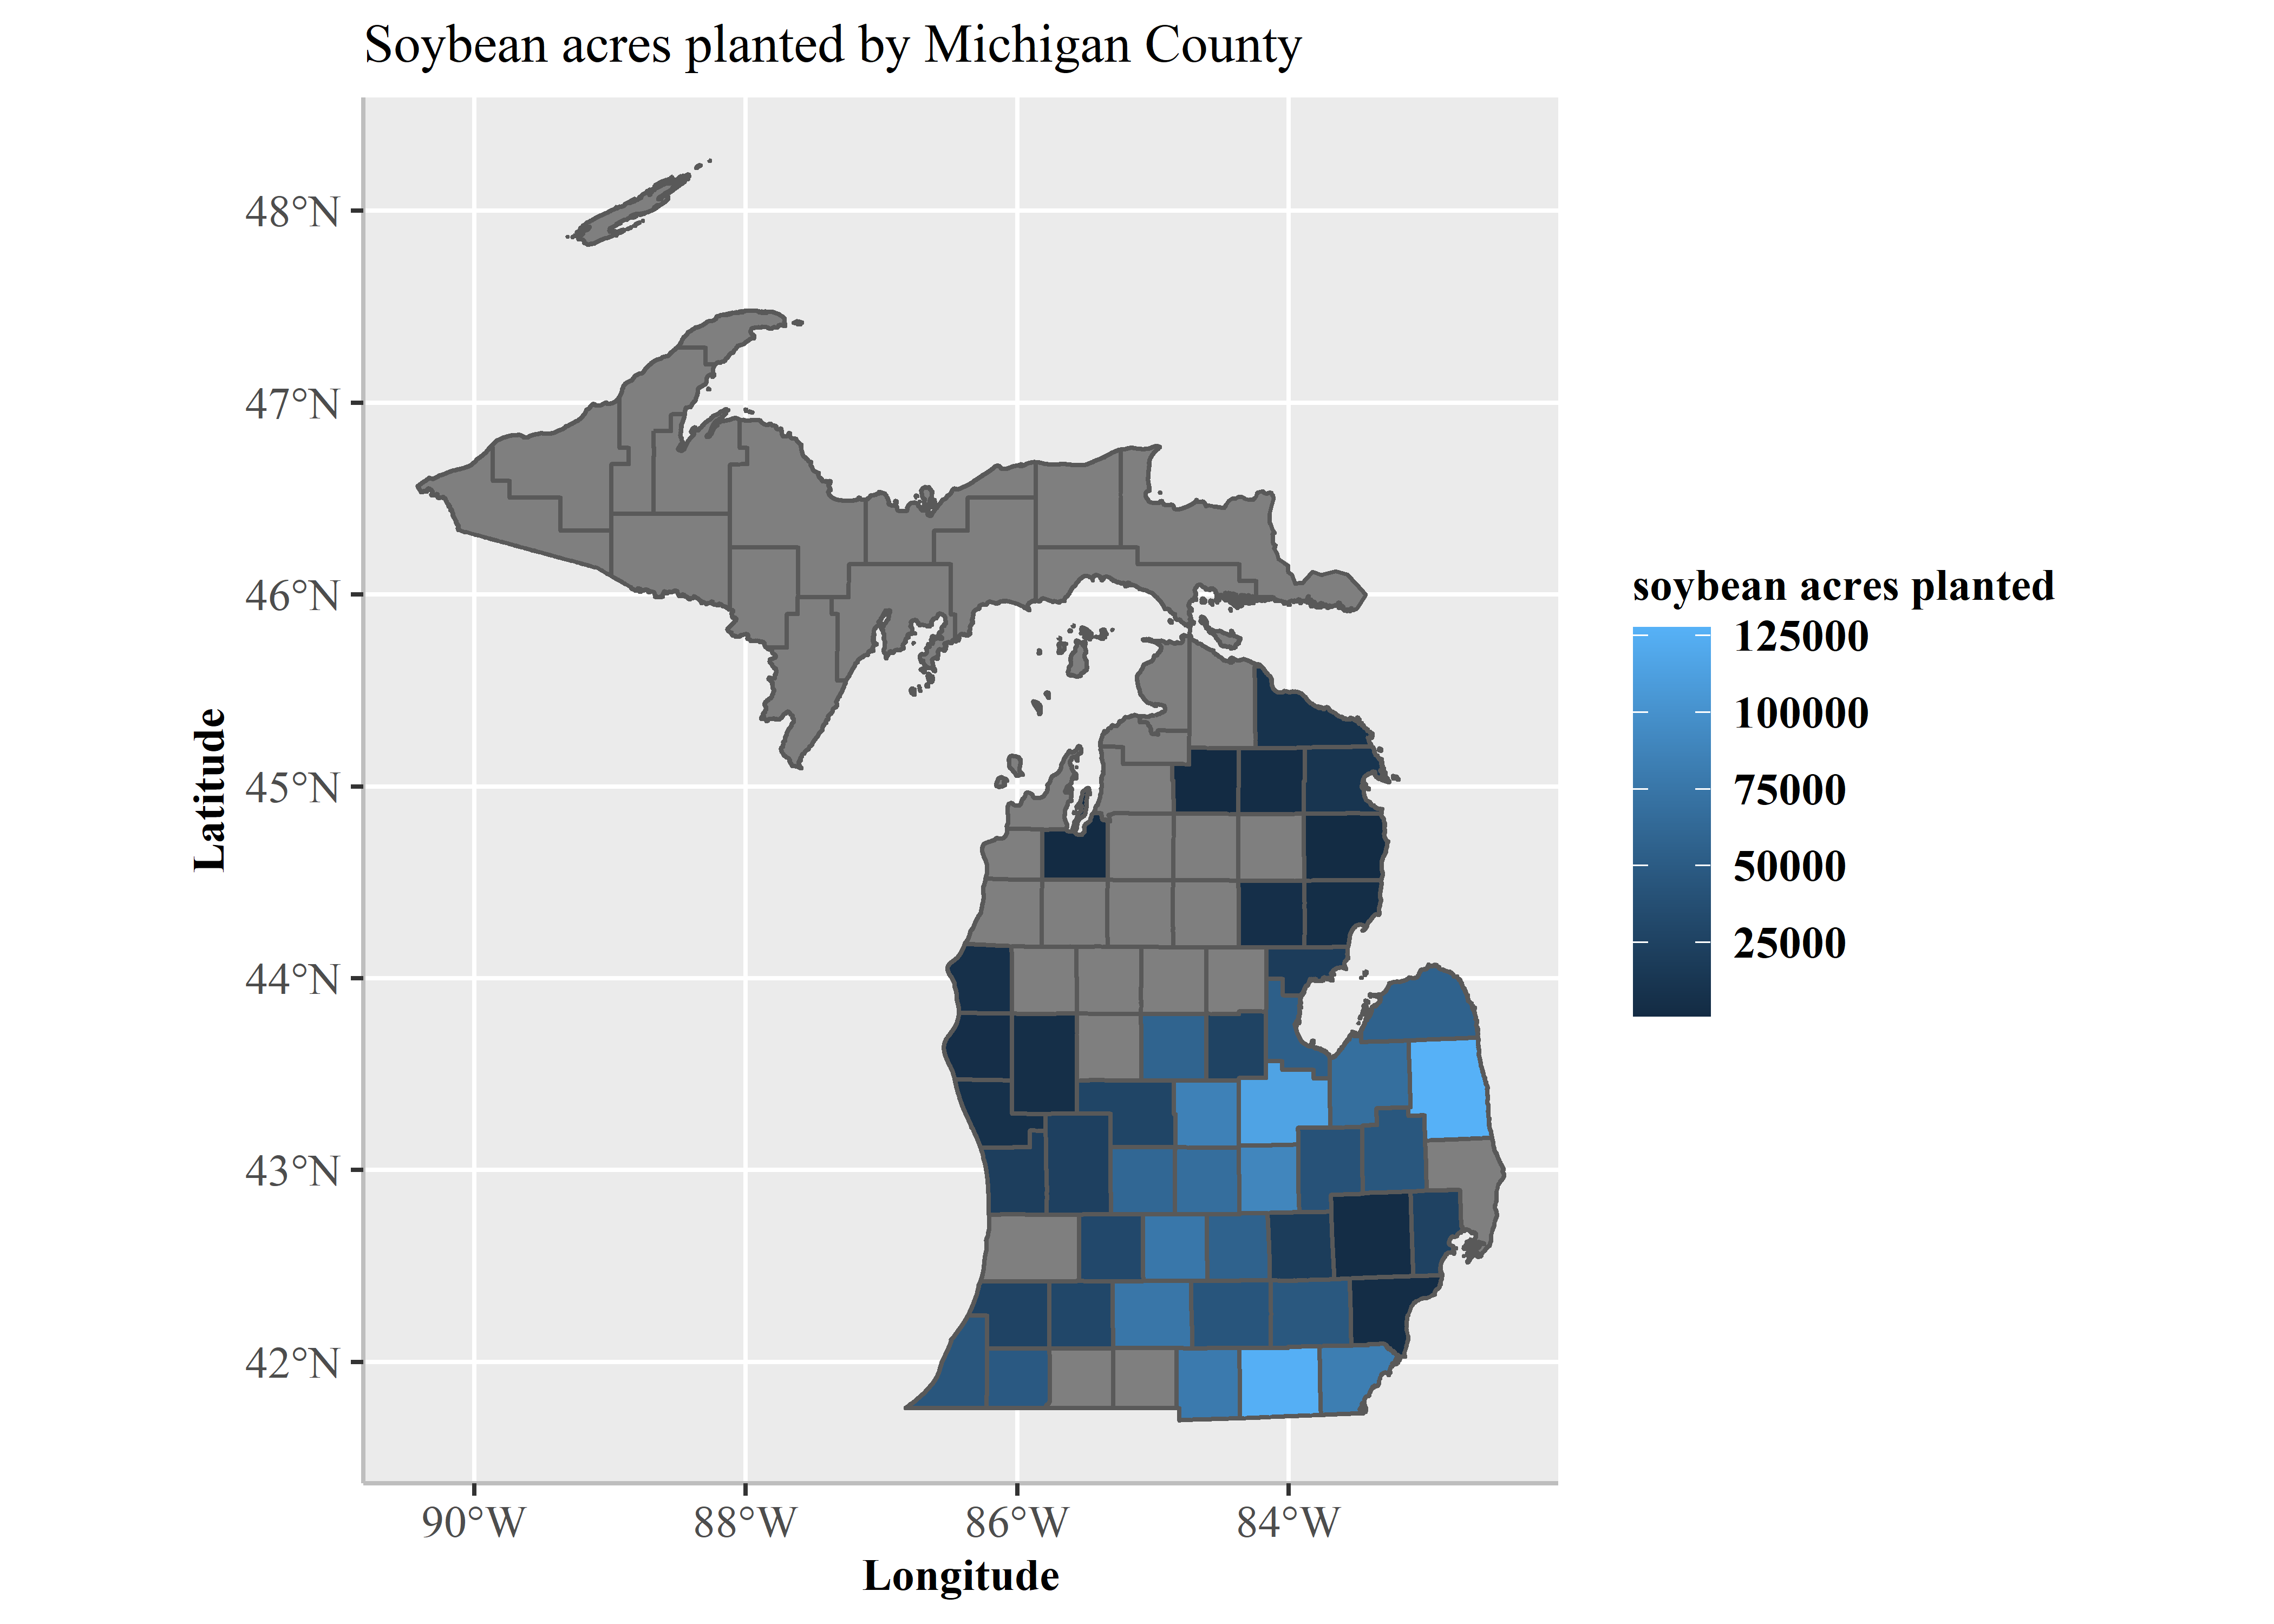 Soybean acres planted by Michigan County
48°N
47°N
46°N
45°N
44°N
43°N
42°N
Latitude
90°W 88°W 86°W 84°W
Longitude
soybean acres planted
125000
100000
75000
50000
25000